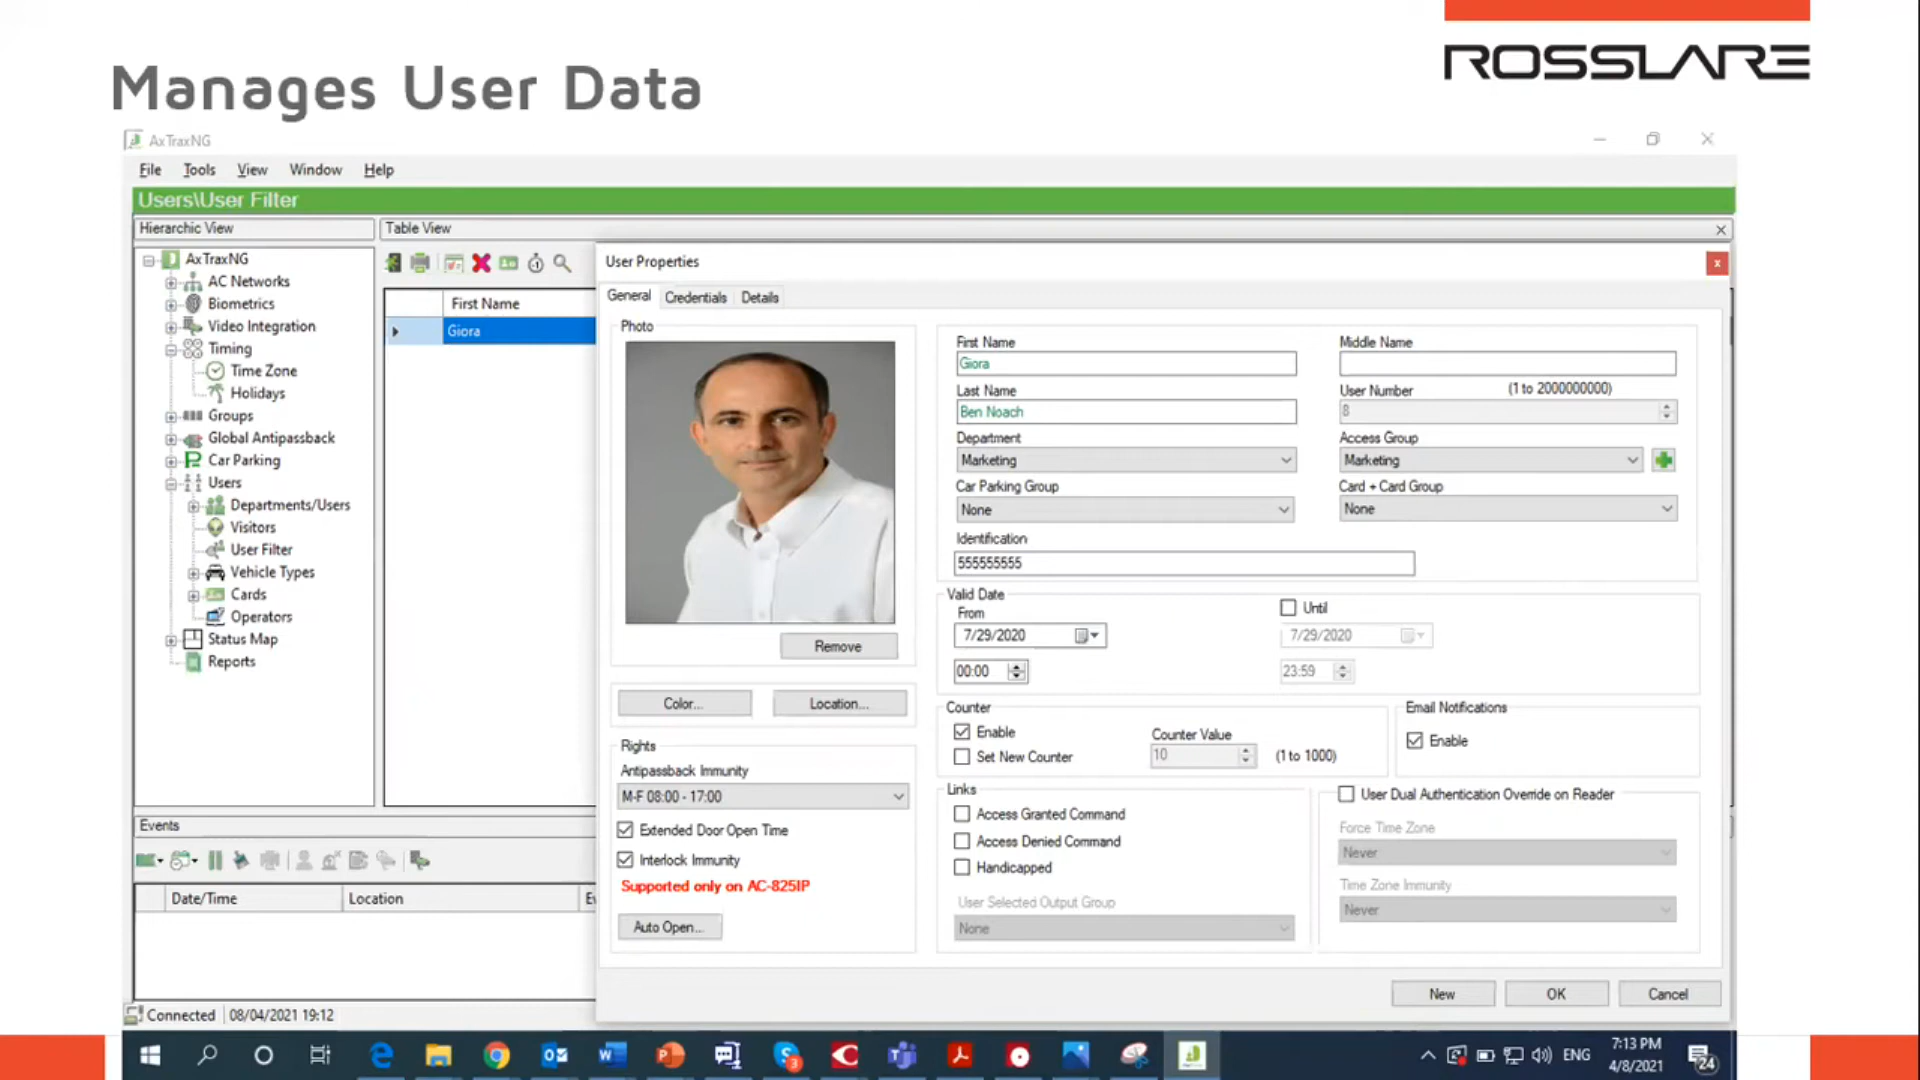 ROSSLARE
Manages User Data
AxTraxNG
File Tools View Window Help
Users\User Filter
Hierarchic View
Table View
AxTraxNG
AC Networks
Biometrics
Video Integration
Timing
Time Zone
Holidays
Groups
Global Antipassback
Car Parking
Users
Departments/Users
Visitors
User Filter
Vehicle Types
Cards
Operators
Status Map
Reports
First Name
Giora
User Properties
General Credentials Details
Photo
Remove
Color... Location...
Rights
Antipassback Immunity
M-F 08:00 - 17:00
Extended Door Open Time
Interlock Immunity
Supported only on AC-825IP
Auto Open...
First Name
Giora
Middle Name
Last Name
Ben Noach
User Number (1 to 2000000000)
8
Department
Marketing
Access Group
Marketing
Car Parking Group
None
Card + Card Group
None
Identification
555555555
Valid Date
From
7/29/2020
00:00
Until
7/29/2020
23:59
Counter
Enable
Set New Counter
Counter Value
10 (1 to 1000)
Email Notifications
Enable
Links
Access Granted Command
Access Denied Command
Handicapped
User Selected Output Group
None
User Dual Authentication Override on Reader
Force Time Zone
Never
Time Zone Immunity
Never
New OK Cancel
Events
Date/Time Location
Connected 08/04/2021 19:12
ENG
7:13 PM
4/8/2021
24